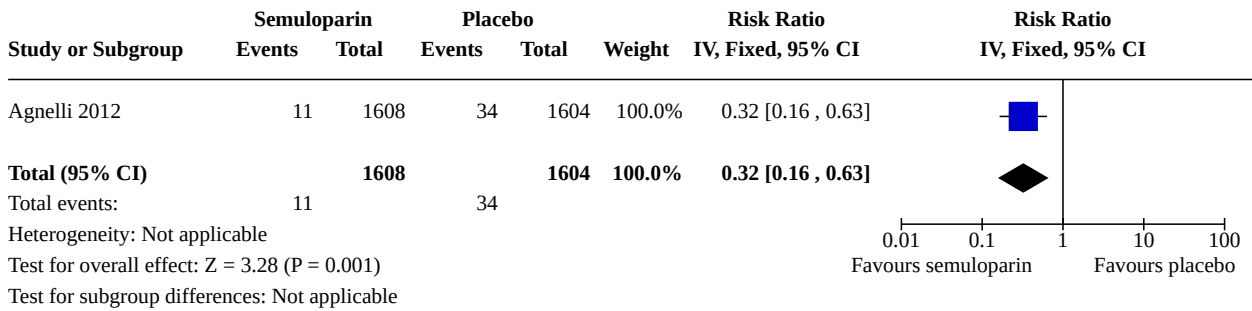 Semuloparin Placebo Risk Ratio Risk Ratio
Study or Subgroup Events Total Events Total Weight IV, Fixed, 95% CI IV, Fixed, 95% CI
Agnelli 2012 11 1608 34 1604 100.0% 0.32 [0.16 , 0.63]
Total (95% CI) 1608 1604 100.0% 0.32 [0.16 , 0.63]
Total events: 11 34
Heterogeneity: Not applicable
0.01 0.1 1 10 100
Test for overall effect: Z = 3.28 (P = 0.001)
Favours semuloparin Favours placebo
Test for subgroup differences: Not applicable